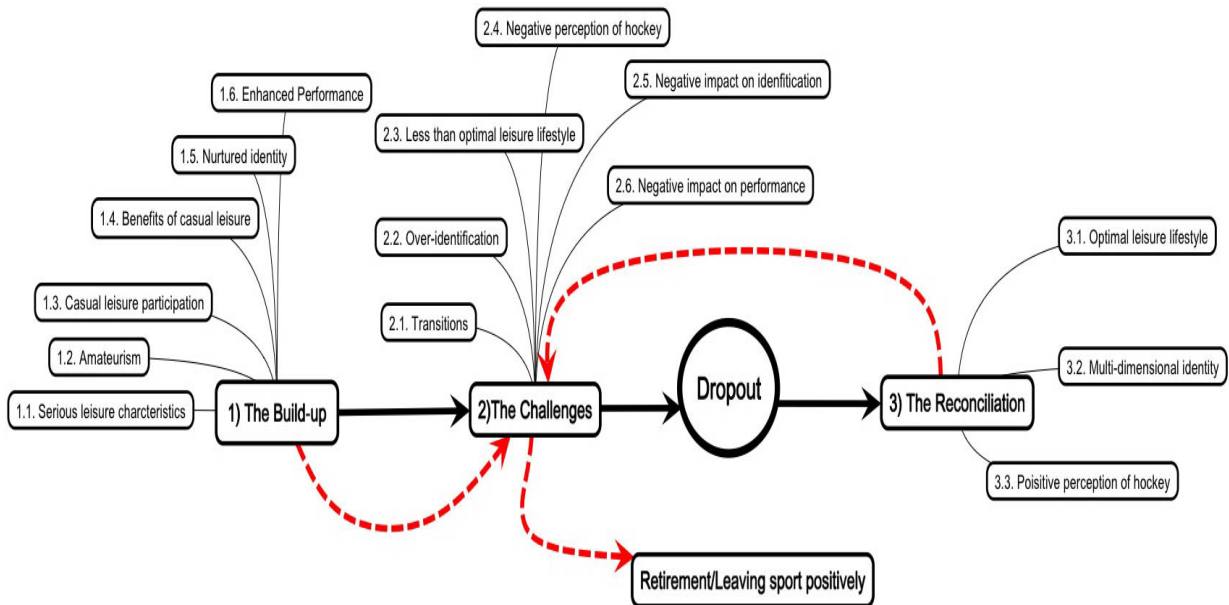 2.4. Negative perception of hockey
2.5. Negative impact on idenfitication
1.6. Enhanced Performance
2.3. Less than optimal leisure lifestyle
1.5. Nurtured identity
2.6. Negative impact on performance
1.4. Benefits of casual leisure
2.2. Over-identification
3.1. Optimal leisure lifestyle
1.3. Casual leisure participation
2.1. Transitions
1.2. Amateurism
3.2. Multi-dimensional identity
Dropout
1.1. Serious leisure charcteristics
1) The Build-up
2)The Challenges
3) The Reconciliation
3.3. Poisitive perception of hockey
Retirement/Leaving sport positively